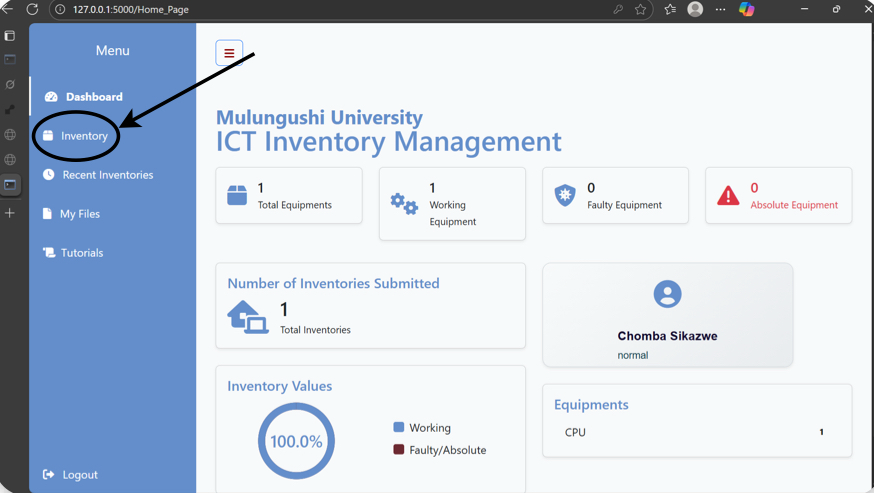 127.0.0.1:5000/Home_Page
Menu
Dashboard
Inventory
Recent Inventories
My Files
Tutorials
Logout
Mulungushi University
ICT Inventory Management
1
Total Equipments
1
Working
Equipment
0
Faulty Equipment
0
Absolute Equipment
Number of Inventories Submitted
1
Total Inventories
Chomba Sikazwe
normal
Inventory Values
100.0%
Working
Faulty/Absolute
Equipments
CPU 1